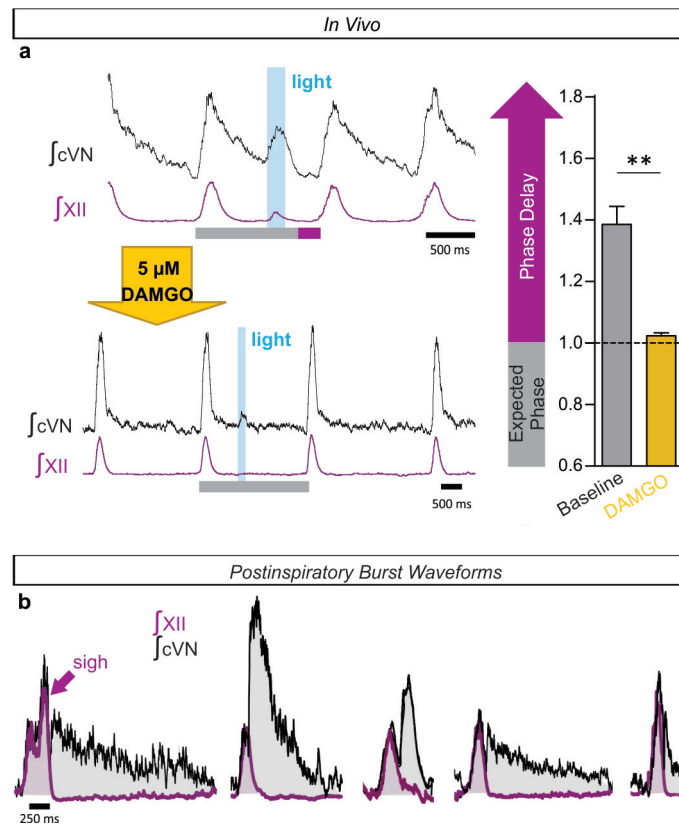 In Vivo
a
light
∫cVN
∫XII
500 ms
5 µM
DAMGO
light
∫cVN
∫XII
500 ms
Phase Delay
Expected
Phase
1.8
1.6
1.4
1.2
1.0
0.8
0.6
**
Baseline
DAMGO
Postinspiratory Burst Waveforms
b
∫XII
∫cVN
sigh
250 ms